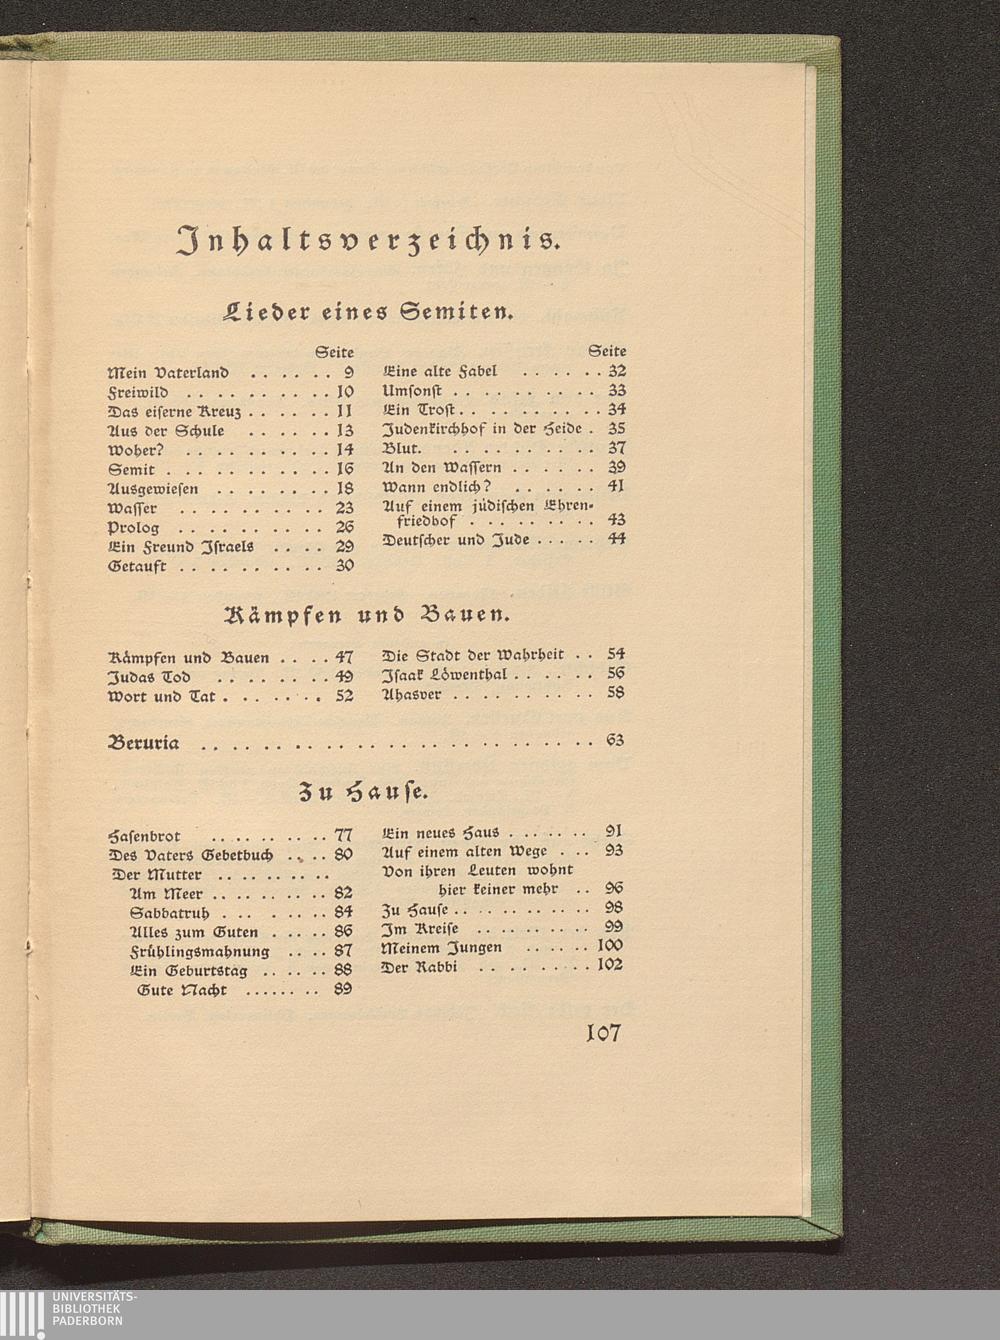 Inhaltsverzeichnis.
Lieder eines Semiten.
Seite
Mein Vaterland . . . . . . 9
Freiwild . . . . . . . . . 10
Das eiserne Kreuz . . . . . 11
Aus der Schule . . . . . . 13
Woher? . . . . . . . . . 14
Semit . . . . . . . . . . 16
Ausgewiesen . . . . . . . 18
Wasser . . . . . . . . . 23
Prolog . . . . . . . . . 26
Ein Freund Israels . . . . 29
Getauft . . . . . . . . . 30
Seite
Eine alte Fabel . . . . . . 32
Umsonst . . . . . . . . . 33
Ein Trost . . . . . . . . . 34
Judenkirchhof in der Heide . 35
Blut. . . . . . . . . . 37
An den Wassern . . . . . . 39
Wann endlich? . . . . . . 41
Auf einem jüdischen Ehren-
friedhof . . . . . . . . 43
Deutscher und Jude . . . . . 44
Kämpfen und Bauen.
Kämpfen und Bauen . . . . 47
Judas Tod . . . . . . . 49
Wort und Tat . . . . . . . 52
Die Stadt der Wahrheit . . 54
Isaak Löwenthal . . . . . . 56
Ahasver . . . . . . . . . 58
Beruria . . . . . . . . . . . . . . . . . . . . . . 63
Zu Hause.
Hasenbrot . . . . . . . . . 77
Des Vaters Gebetbuch . . . . 80
Der Mutter . . . . . . . .
Am Meer . . . . . . . . 82
Sabbatruh . . . . . . . 84
Alles zum Guten . . . . . 86
Frühlingsmahnung . . . . 87
Ein Geburtstag . . . . . . 88
Gute Nacht . . . . . . . 89
Ein neues Haus . . . . . . 91
Auf einem alten Wege . . . 93
Von ihren Leuten wohnt
hier keiner mehr . . 96
Zu Hause . . . . . . . . . 98
Im Kreise . . . . . . . . 99
Meinem Jungen . . . . . 100
Der Rabbi . . . . . . . . 102
107
UNIVERSITÄTS-
BIBLIOTHEK
PADERBORN